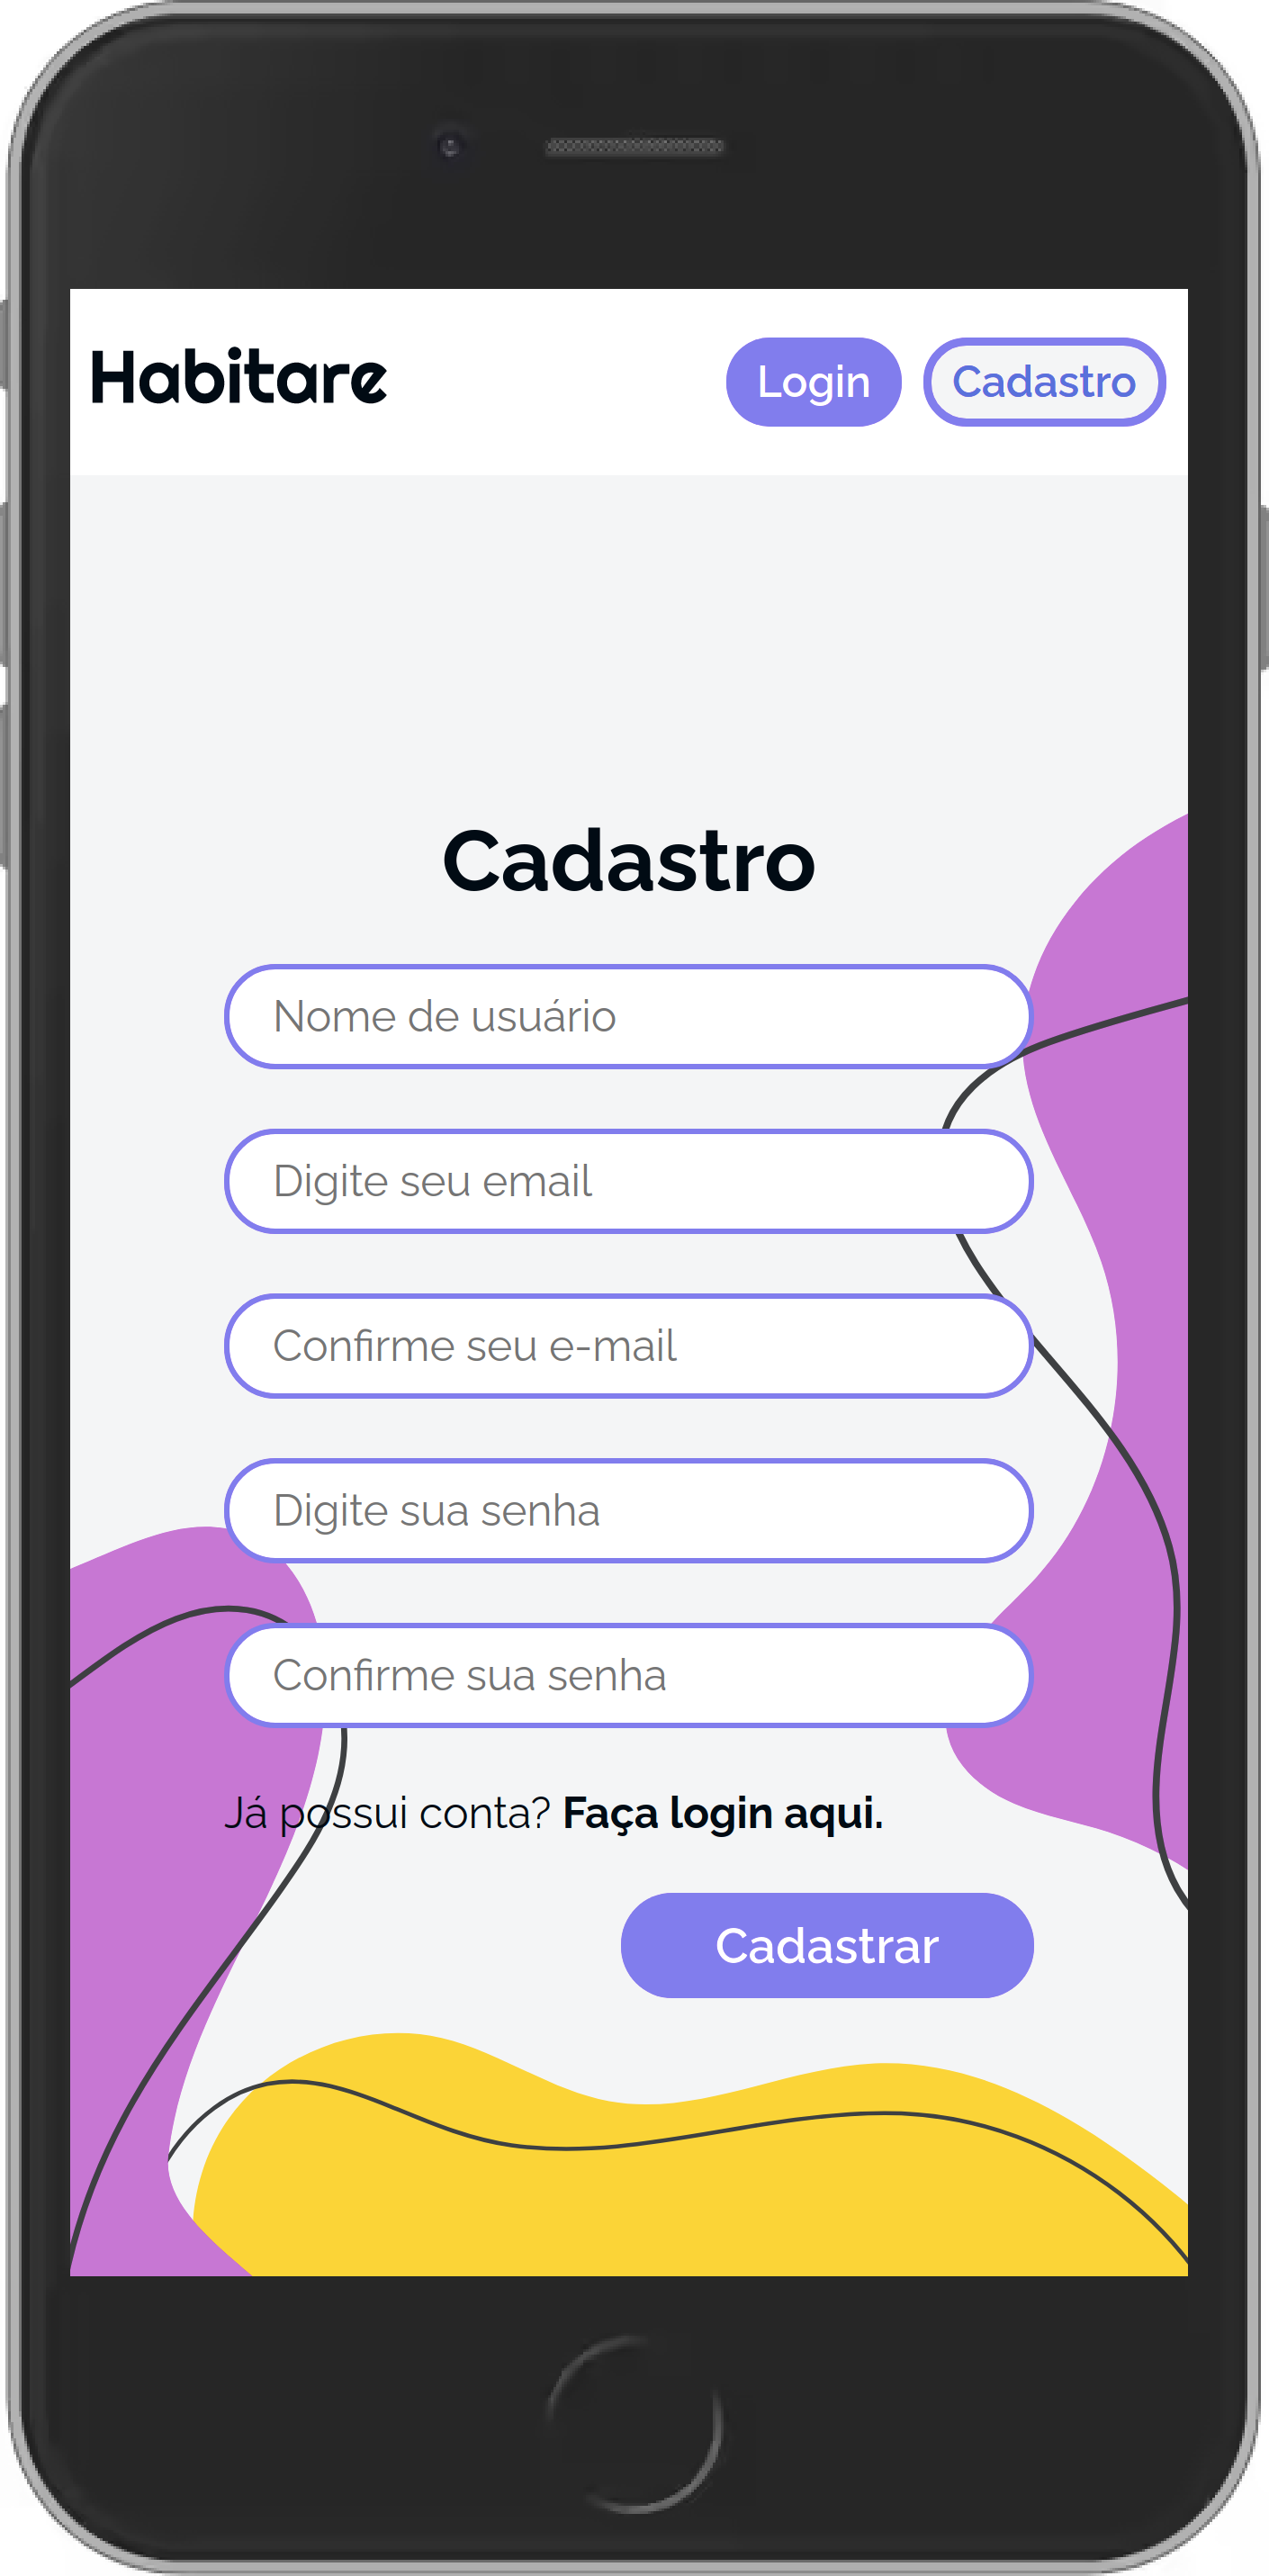 Habitare
Login
Cadastro
Cadastro
Nome de usuário
Digite seu email
Confirme seu e-mail
Digite sua senha
Confirme sua senha
Já possui conta? Faça login aqui.
Cadastrar